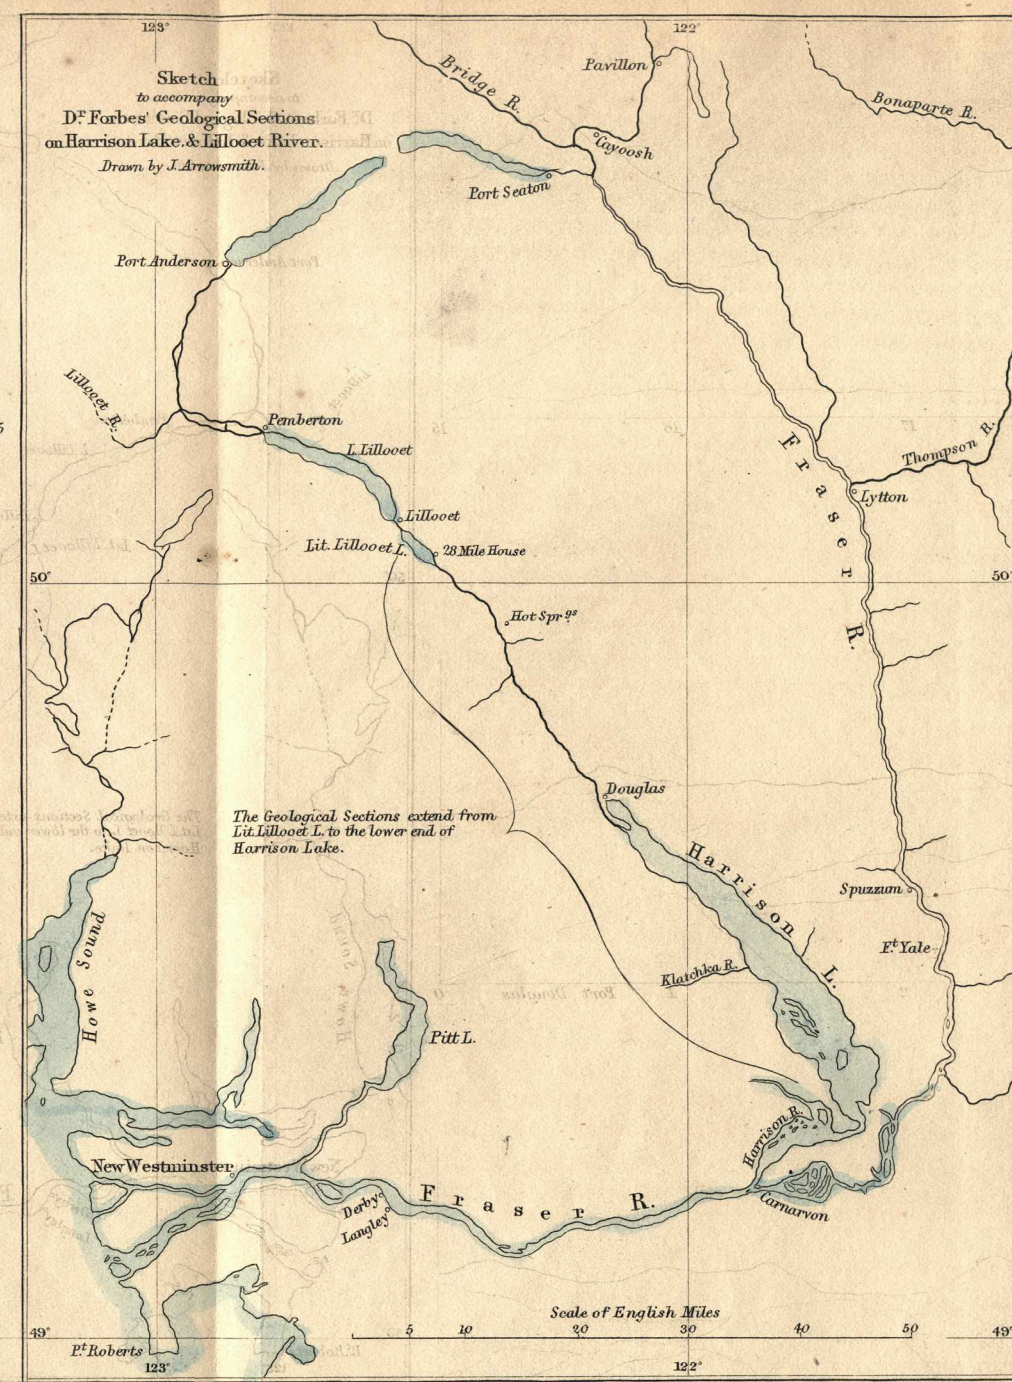 123°
122°
Sketch
to accompany
Dr. Forbes' Geological Sections
on Harrison Lake, & Lillooet River.
Drawn by J. Arrowsmith.
Bridge R.
Pavillon
Bonaparte R.
Cayoosh
Port Seaton
Port Anderson
Lillooet R.
Pemberton
L. Lillooet
Thompson R.
Fraser R.
Lytton
Lillooet
Lit. Lillooet L.
28 Mile House
50°
50°
Hot Sprgs.
Douglas
The Geological Sections extend from
Lit. Lillooet L. to the lower end of
Harrison Lake.
Harrison L.
Spuzzum
Ft. Yale
Howe Sound
Klatchka R.
Pitt L.
Harrison R.
New Westminster
Derby
Langley
Fraser R.
Carnarvon
Scale of English Miles
5 10 20 30 40 50
49°
49°
Pt. Roberts
123°
122°